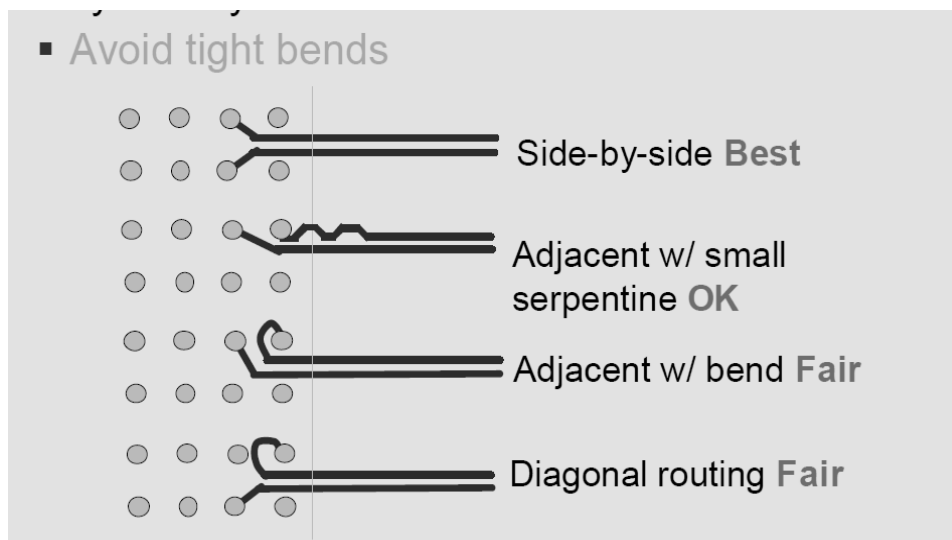 ▪ Avoid tight bends
Side-by-side Best
Adjacent w/ small
serpentine OK
Adjacent w/ bend Fair
Diagonal routing Fair